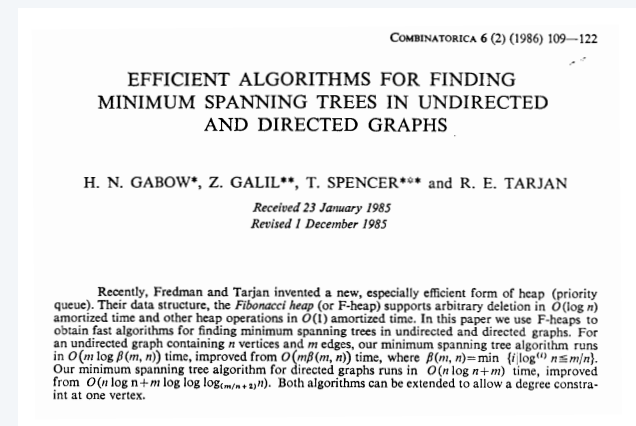 COMBINATORICA 6 (2) (1986) 109—122
EFFICIENT ALGORITHMS FOR FINDING
MINIMUM SPANNING TREES IN UNDIRECTED
AND DIRECTED GRAPHS
H. N. GABOW*, Z. GALIL**, T. SPENCER*** and R. E. TARJAN
Received 23 January 1985
Revised 1 December 1985
Recently, Fredman and Tarjan invented a new, especially efficient form of heap (priority
queue). Their data structure, the Fibonacci heap (or F-heap) supports arbitrary deletion in O(log n)
amortized time and other heap operations in O(1) amortized time. In this paper we use F-heaps to
obtain fast algorithms for finding minimum spanning trees in undirected and directed graphs. For
an undirected graph containing n vertices and m edges, our minimum spanning tree algorithm runs
in O(m log β(m, n)) time, improved from O(mβ(m, n)) time, where β(m, n)=min {i|log⁽ⁱ⁾ n≦m/n}.
Our minimum spanning tree algorithm for directed graphs runs in O(n log n+m) time, improved
from O(n log n+m log log log₍ₘ/ₙ₊₂₎n). Both algorithms can be extended to allow a degree constra-
int at one vertex.